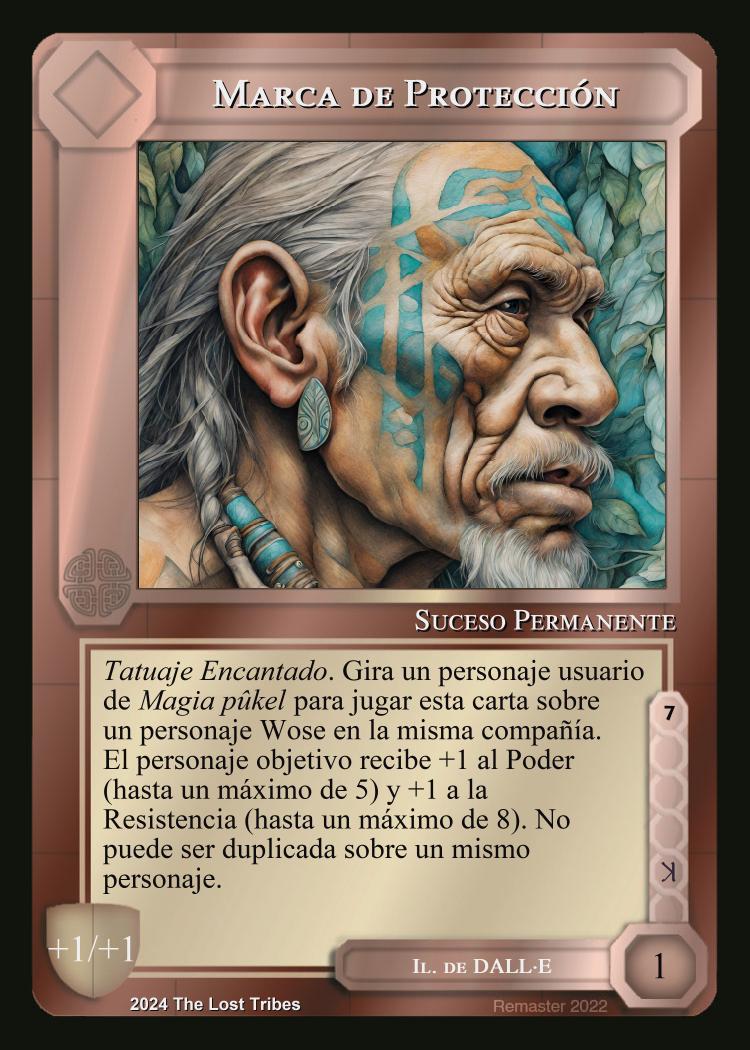 Marca de Protección
Suceso Permanente
Tatuaje Encantado. Gira un personaje usuario
de Magia pûkel para jugar esta carta sobre
un personaje Wose en la misma compañía.
El personaje objetivo recibe +1 al Poder
(hasta un máximo de 5) y +1 a la
Resistencia (hasta un máximo de 8). No
puede ser duplicada sobre un mismo
personaje.
7
+1/+1
Il. de DALL·E
1
2024 The Lost Tribes
Remaster 2022